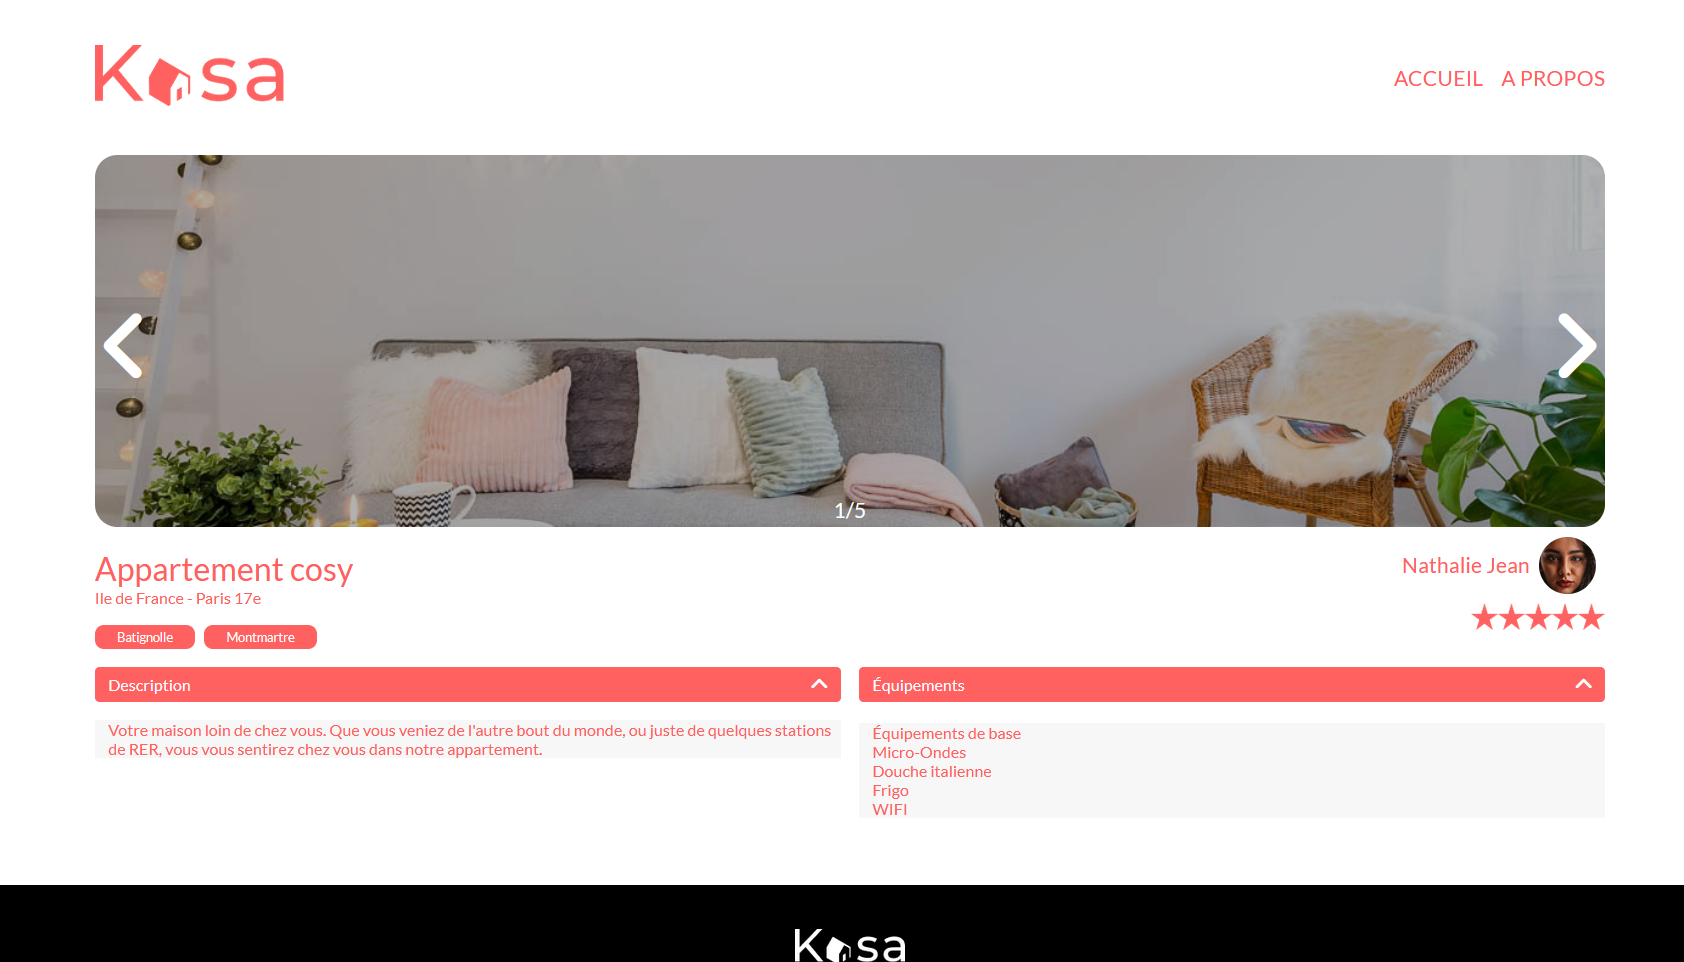 Kasa
ACCUEIL A PROPOS
1/5
Appartement cosy
Ile de France - Paris 17e
Batignolle Montmartre
Nathalie Jean
Description
Votre maison loin de chez vous. Que vous veniez de l'autre bout du monde, ou juste de quelques stations
de RER, vous vous sentirez chez vous dans notre appartement.
Équipements
Équipements de base
Micro-Ondes
Douche italienne
Frigo
WIFI
Kasa